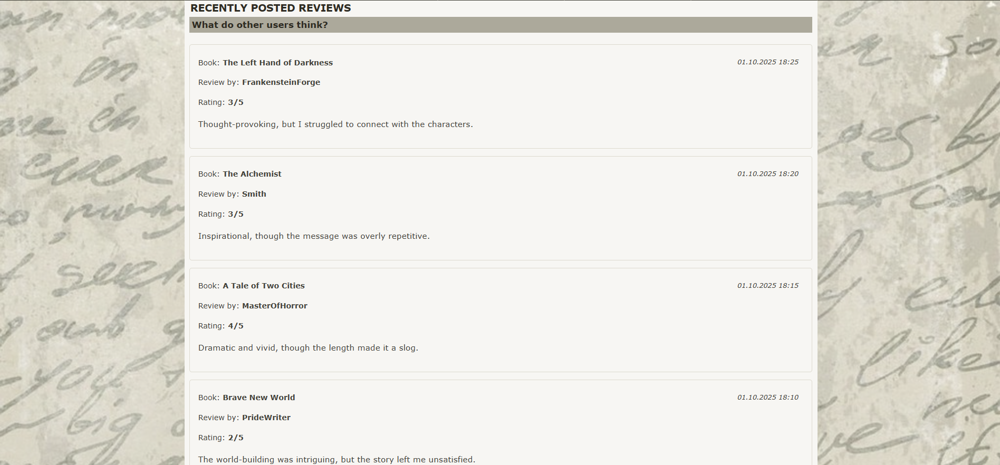 RECENTLY POSTED REVIEWS
What do other users think?
Book: The Left Hand of Darkness
01.10.2025 18:25
Review by: FrankensteinForge
Rating: 3/5
Thought-provoking, but I struggled to connect with the characters.
Book: The Alchemist
01.10.2025 18:20
Review by: Smith
Rating: 3/5
Inspirational, though the message was overly repetitive.
Book: A Tale of Two Cities
01.10.2025 18:15
Review by: MasterOfHorror
Rating: 4/5
Dramatic and vivid, though the length made it a slog.
Book: Brave New World
01.10.2025 18:10
Review by: PrideWriter
Rating: 2/5
The world-building was intriguing, but the story left me unsatisfied.
ever
big
like